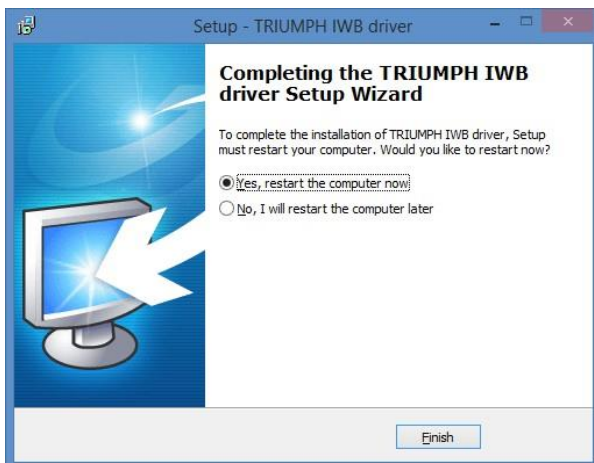 Setup - TRIUMPH IWB driver
Completing the TRIUMPH IWB
driver Setup Wizard
To complete the installation of TRIUMPH IWB driver, Setup
must restart your computer. Would you like to restart now?
Yes, restart the computer now
No, I will restart the computer later
Finish